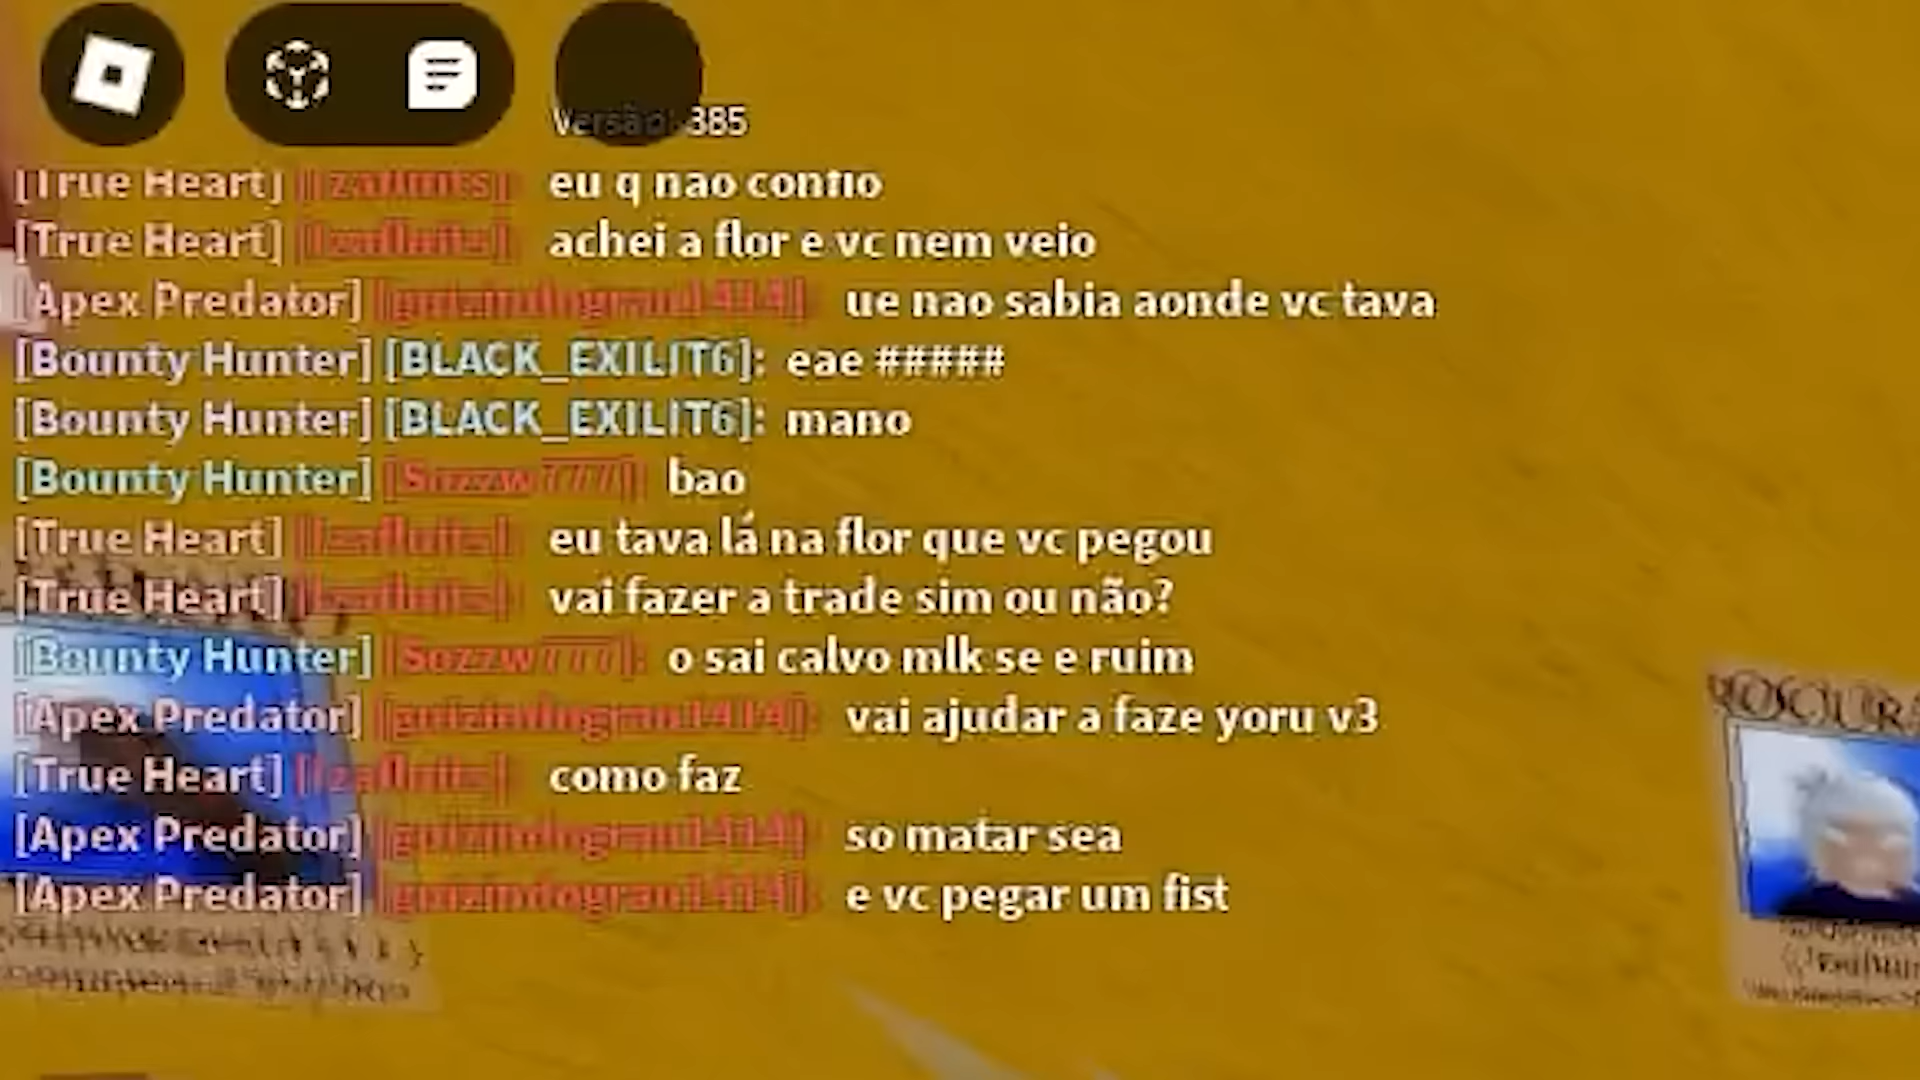 Versão: 385
[True Heart] eu q nao confio
[True Heart] achei a flor e vc nem veio
[Apex Predator] ue nao sabia aonde vc tava
[Bounty Hunter] [BLACK_EXILIT6]: eae #####
[Bounty Hunter] [BLACK_EXILIT6]: mano
[Bounty Hunter] [Sozzw777]: bao
[True Heart] eu tava lá na flor que vc pegou
[True Heart] vai fazer a trade sim ou não?
[Bounty Hunter] [Sozzw777]: o sai calvo mlk se e ruim
[Apex Predator] vai ajudar a faze yoru v3
[True Heart] como faz
[Apex Predator] so matar sea
[Apex Predator] e vc pegar um fist